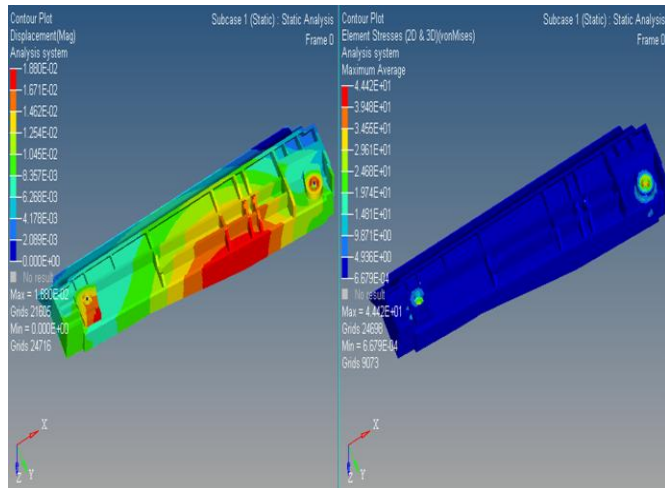 Contour Plot
Displacement(Mag)
Analysis system
1.880E-02
1.671E-02
1.462E-02
1.254E-02
1.045E-02
8.357E-03
6.268E-03
4.178E-03
2.089E-03
0.000E+00
No result
Max = 1.880E-02
Grids 21605
Min = 0.000E+00
Grids 24716
Subcase 1 (Static) : Static Analysis
Frame 0
X
Y
Z
Contour Plot
Element Stresses (2D & 3D)(vonMises)
Analysis system
Maximum Average
4.442E+01
3.948E+01
3.455E+01
2.961E+01
2.468E+01
1.974E+01
1.481E+01
9.871E+00
4.936E+00
6.679E-04
No result
Max = 4.442E+01
Grids 24698
Min = 6.679E-04
Grids 9073
Subcase 1 (Static) : Static Analysis
Frame 0
X
Y
Z